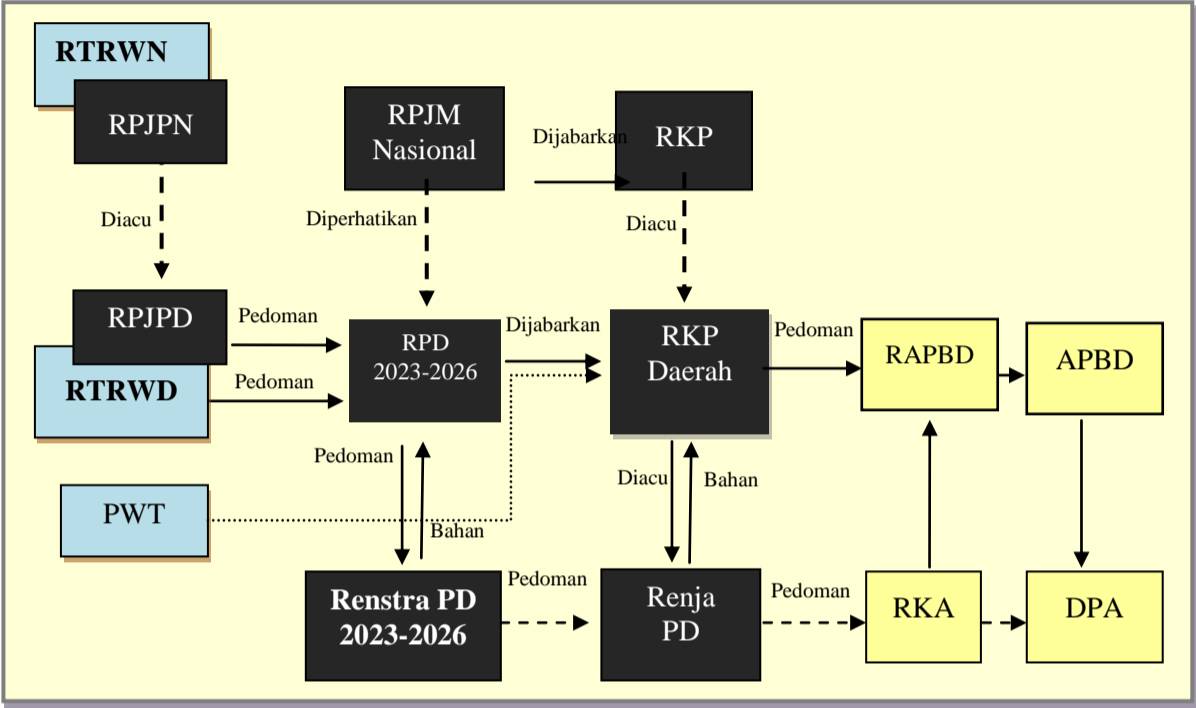 RTRWN
RPJPN
RPJM
Nasional
Dijabarkan
RKP
Diacu
Diperhatikan
Diacu
RPJPD
Pedoman
RTRWD
Pedoman
RPD
2023-2026
Dijabarkan
RKP
Daerah
Pedoman
RAPBD
APBD
Pedoman
Bahan
Diacu
Bahan
PWT
Renstra PD
2023-2026
Pedoman
Renja
PD
Pedoman
RKA
DPA